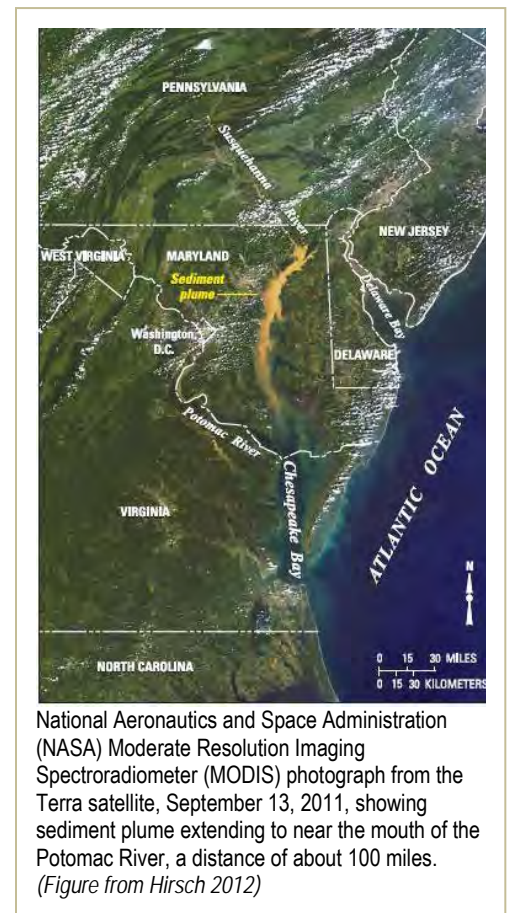 PENNSYLVANIA
Susquehanna River
NEW JERSEY
WEST VIRGINIA
MARYLAND
Sediment
plume
Delaware Bay
Washington,
D.C.
DELAWARE
Potomac River
Chesapeake Bay
ATLANTIC OCEAN
VIRGINIA
N
NORTH CAROLINA
0 15 30 MILES
0 15 30 KILOMETERS
National Aeronautics and Space Administration
(NASA) Moderate Resolution Imaging
Spectroradiometer (MODIS) photograph from the
Terra satellite, September 13, 2011, showing
sediment plume extending to near the mouth of the
Potomac River, a distance of about 100 miles.
(Figure from Hirsch 2012)